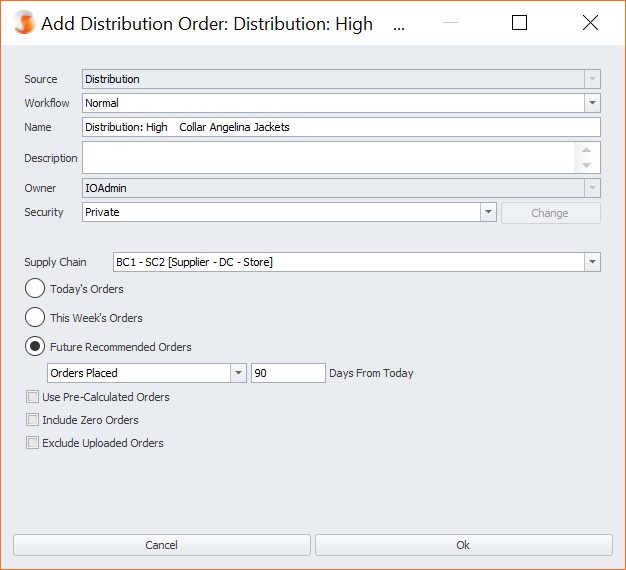 Add Distribution Order: Distribution: High ...
Source Distribution
Workflow Normal
Name Distribution: High Collar Angelina Jackets
Description
Owner IOAdmin
Security Private Change
Supply Chain BC1 - SC2 [Supplier - DC - Store]
Today's Orders
This Week's Orders
Future Recommended Orders
Orders Placed 90 Days From Today
Use Pre-Calculated Orders
Include Zero Orders
Exclude Uploaded Orders
Cancel Ok